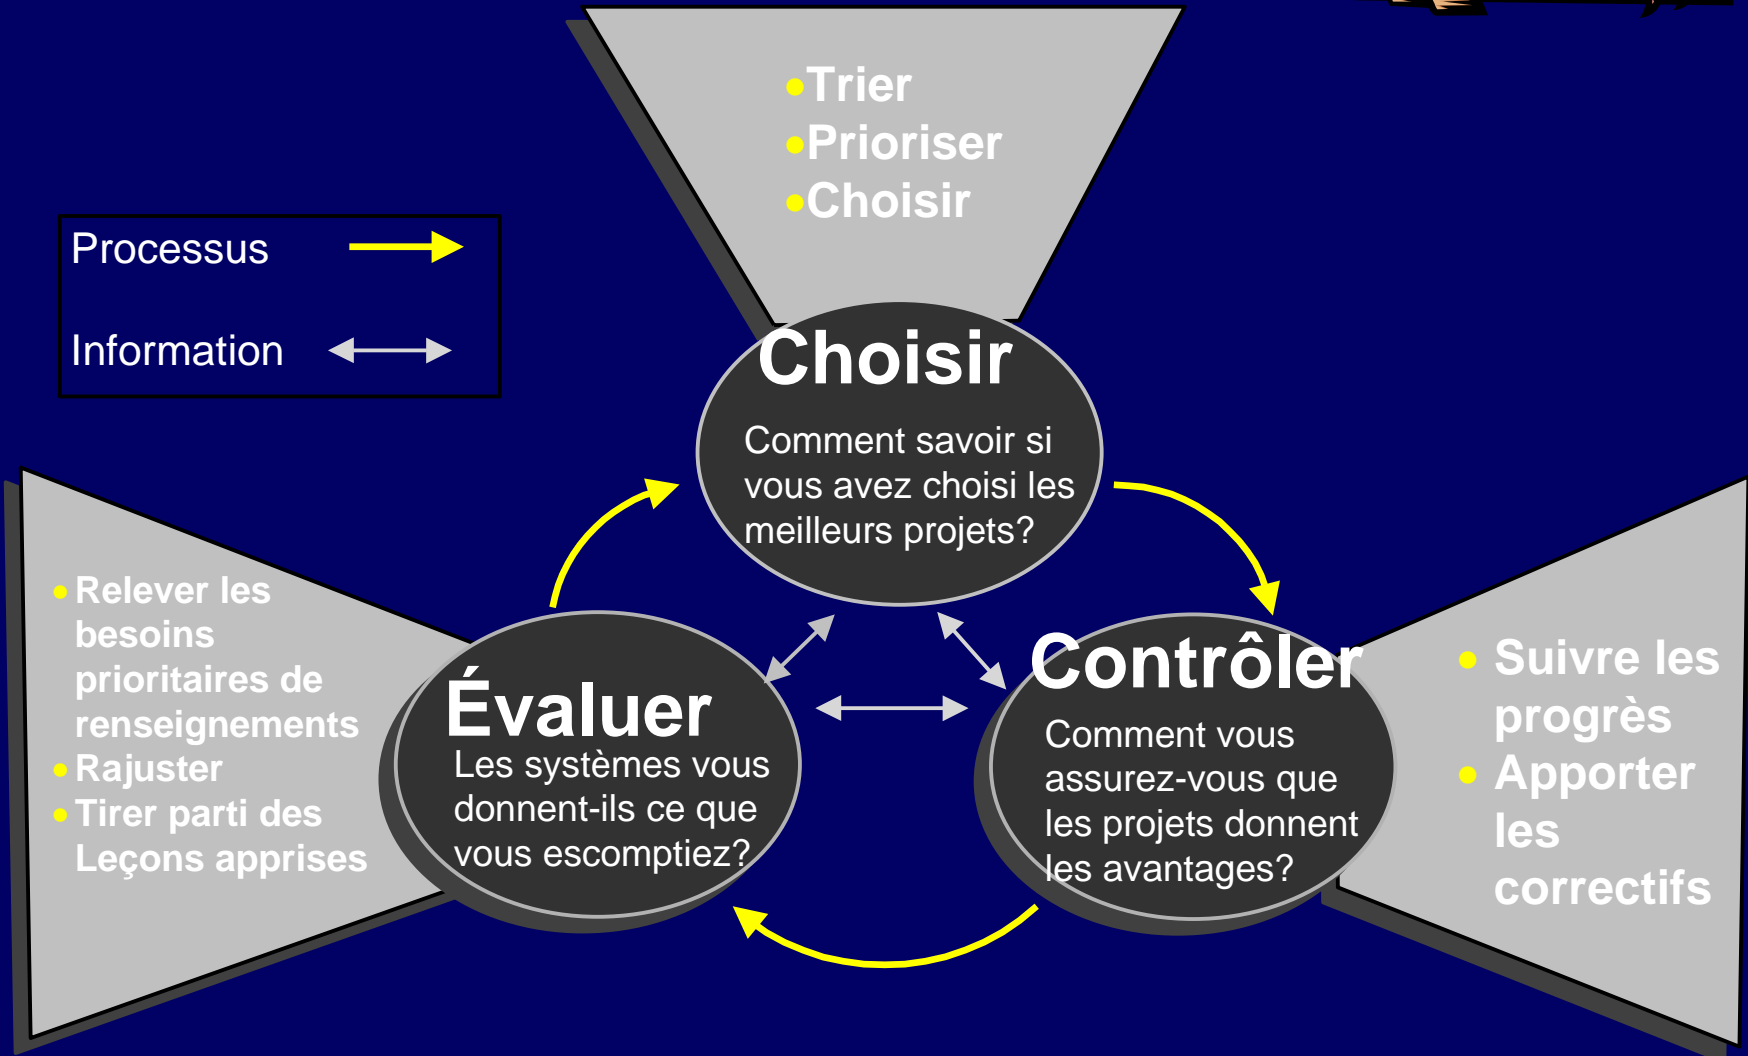 •Trier
•Prioriser
•Choisir
Processus
Information
Choisir
Comment savoir si
vous avez choisi les
meilleurs projets?
• Relever les
besoins
prioritaires de
renseignements
• Rajuster
• Tirer parti des
Leçons apprises
Évaluer
Les systèmes vous
donnent-ils ce que
vous escomptiez?
Contrôler
Comment vous
assurez-vous que
les projets donnent
les avantages?
• Suivre les
progrès
• Apporter
les
correctifs